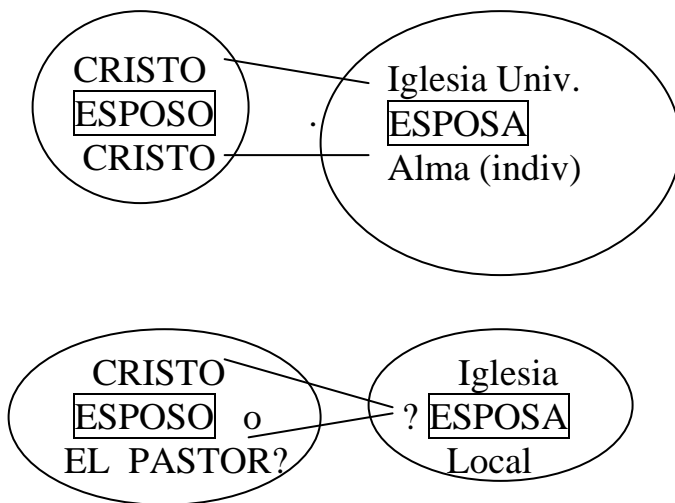 CRISTO
ESPOSO
CRISTO
.
Iglesia Univ.
ESPOSA
Alma (indiv)
CRISTO
ESPOSO o
EL PASTOR?
Iglesia
? ESPOSA
Local